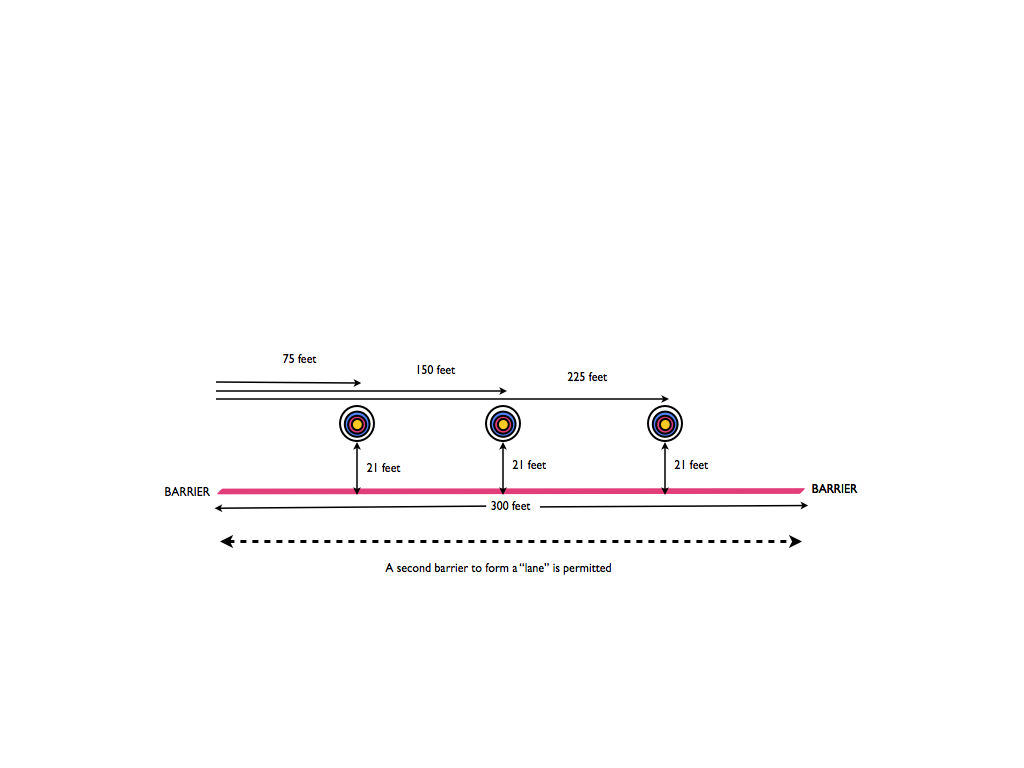 75 feet
150 feet
225 feet
21 feet
21 feet
21 feet
BARRIER
BARRIER
300 feet
A second barrier to form a “lane” is permitted